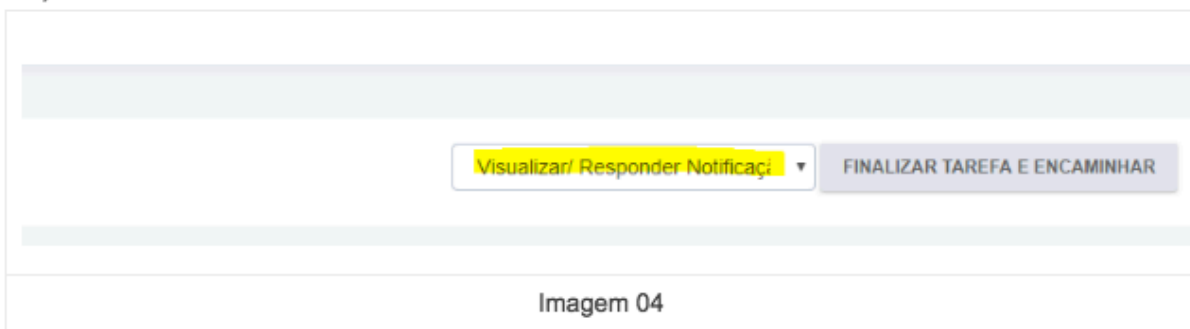 Visualizar/ Responder Notificaçã
FINALIZAR TAREFA E ENCAMINHAR
Imagem 04